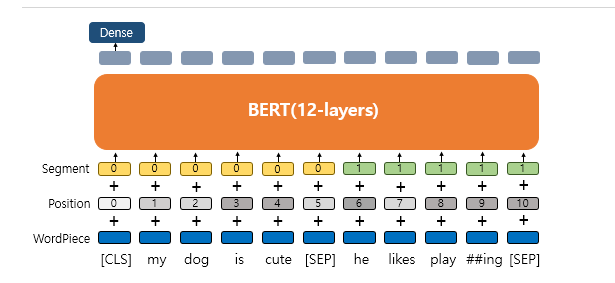 Dense
BERT(12-layers)
Segment 0 0 0 0 0 0 1 1 1 1 1
+ + + + + + + + + + +
Position 0 1 2 3 4 5 6 7 8 9 10
+ + + + + + + + + + +
WordPiece
[CLS] my dog is cute [SEP] he likes play ##ing [SEP]